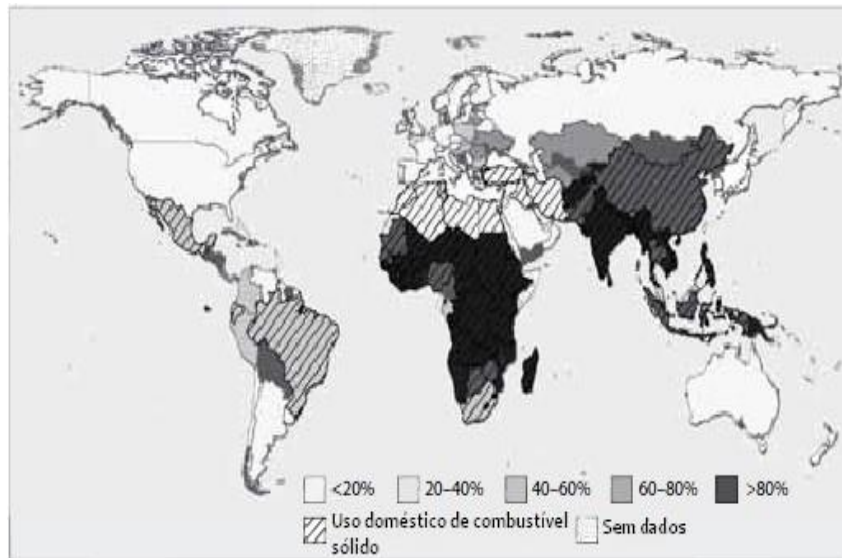 <20% 20–40% 40–60% 60–80% >80%
Uso doméstico de combustível Sem dados
sólido